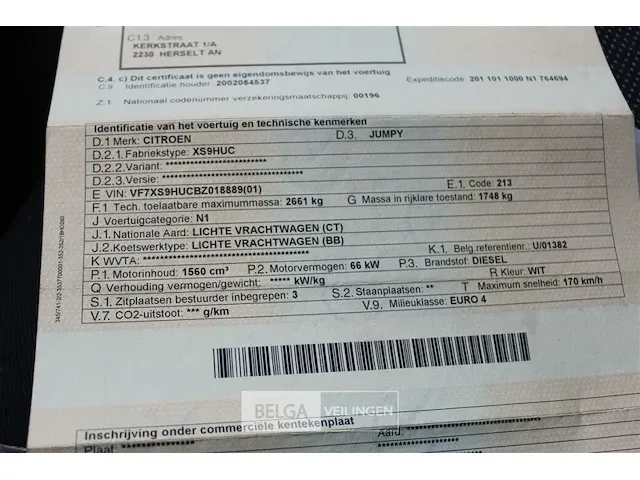 C1.3 Adres
KERKSTRAAT 1/A
2230 HERSELT AN
C.4. c) Dit certificaat is geen eigendomsbewijs van het voertuig
C.9 Identificatie houder 2002084537 Expeditiecode 201 101 1000 N1 764694
Z.1. Nationaal codenummer verzekeringsmaatschappij: 00196
Identificatie van het voertuig en technische kenmerken
D.1 Merk: CITROEN D.3. JUMPY
D.2.1. Fabriekstype: XS9HUC
D.2.2.Variant: *************************
D.2.3.Versie: ***********************************
E VIN: VF7XS9HUCBZ018889(01) E.1. Code: 213
F.1 Tech. toelaatbare maximummassa: 2661 kg G Massa in rijklare toestand: 1748 kg
J Voertuigcategorie: N1
J.1. Nationale Aard: LICHTE VRACHTWAGEN (CT)
J.2.Koetswerktype: LICHTE VRACHTWAGEN (BB)
K WVTA: ***************************************** K.1. Belg.referentienr.: U/01382
P.1. Motorinhoud: 1560 cm³ P.2. Motorvermogen: 66 kW P.3. Brandstof: DIESEL
Q Verhouding vermogen/gewicht: ***** kW/kg R Kleur: WIT
S.1. Zitplaatsen bestuurder inbegrepen: 3 S.2. Staanplaatsen: ** T Maximum snelheid: 170 km/h
V.7. CO2-uitstoot: *** g/km V.9. Milieuklasse: EURO 4
BELGA VEILINGEN
Inschrijving onder commerciële kentekenplaat
Plaat: ****************** Aard: ********************************